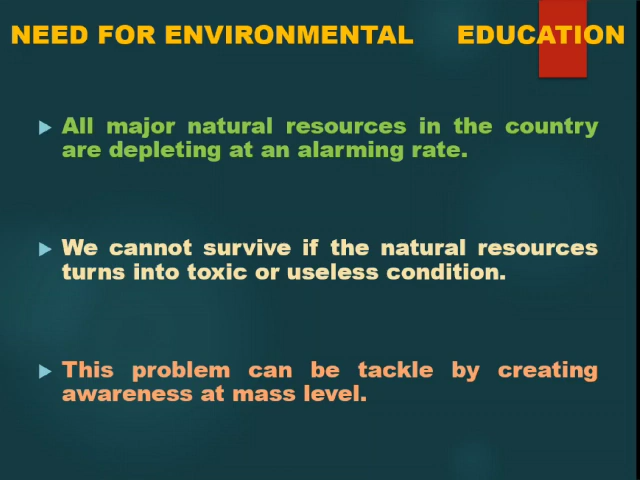 NEED FOR ENVIRONMENTAL EDUCATION
All major natural resources in the country
are depleting at an alarming rate.
We cannot survive if the natural resources
turns into toxic or useless condition.
This problem can be tackle by creating
awareness at mass level.